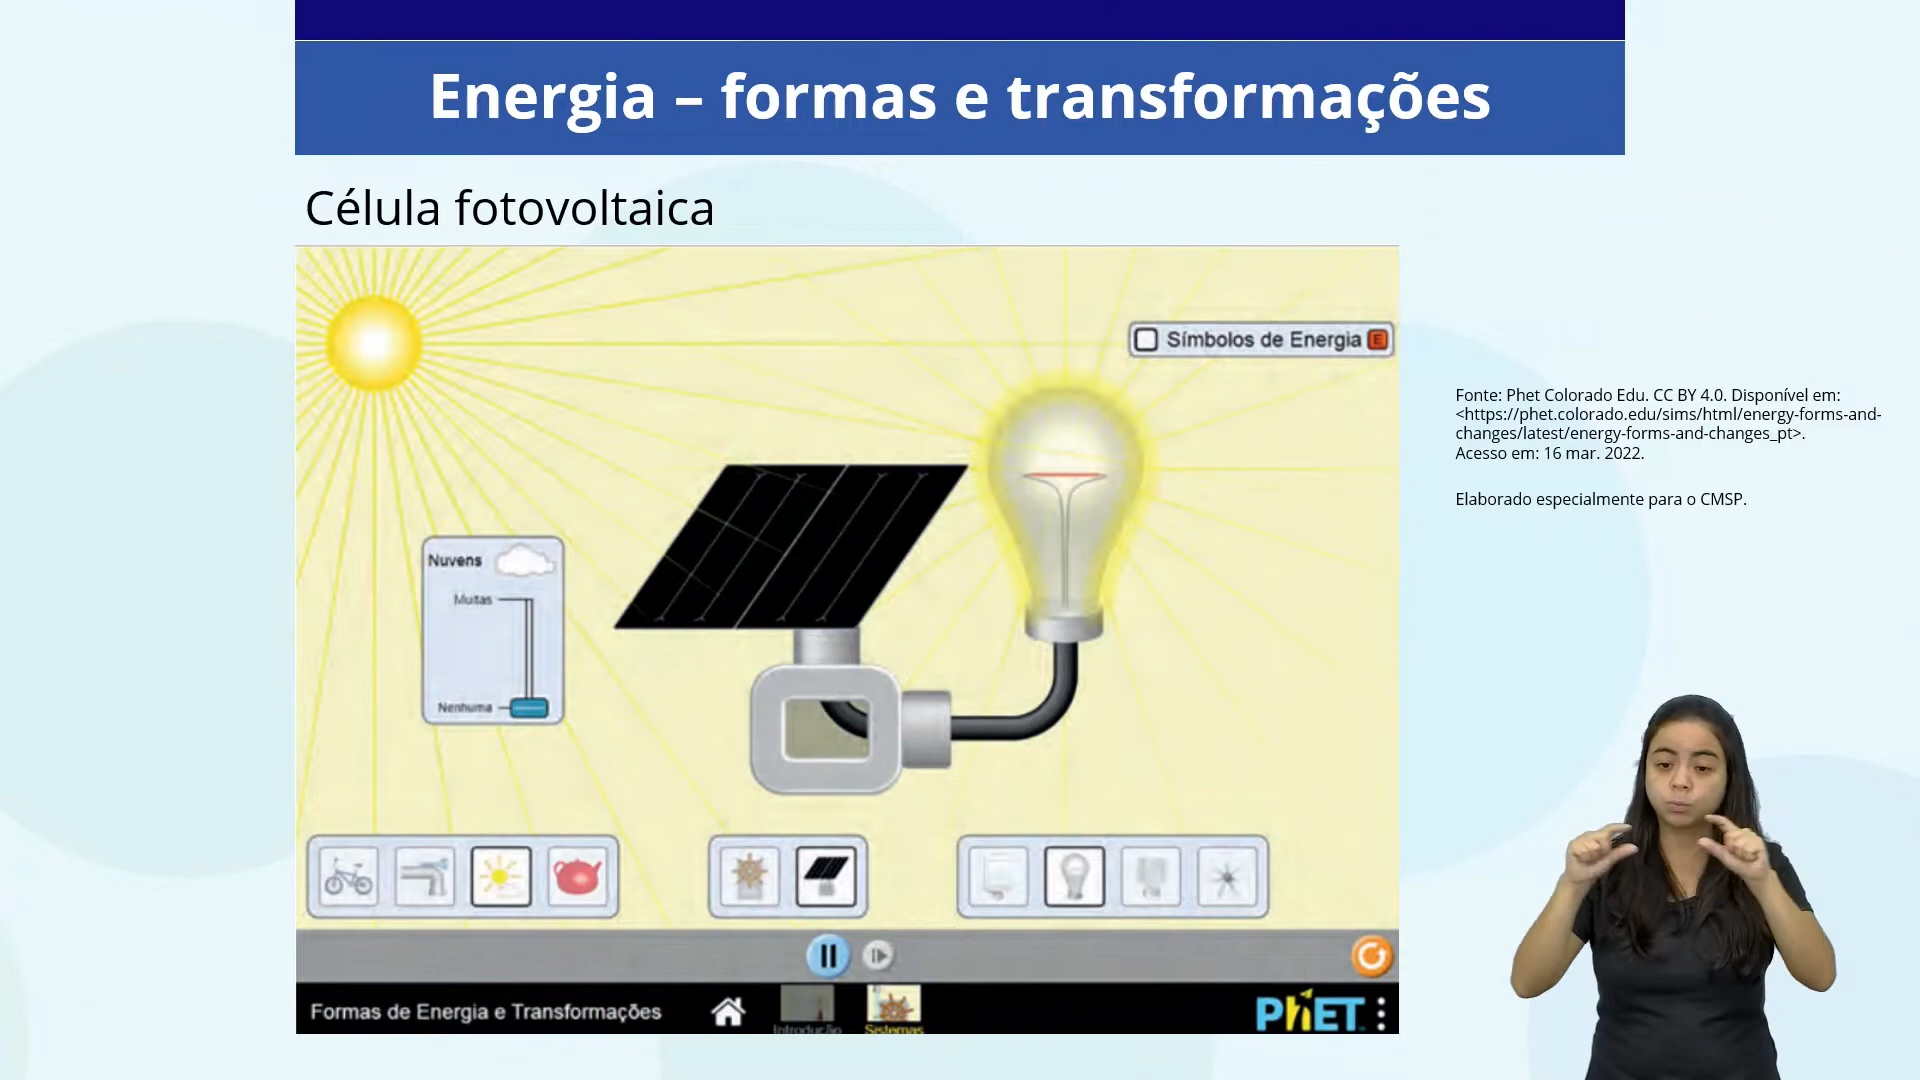 Energia – formas e transformações
Célula fotovoltaica
Símbolos de Energia E
Fonte: Phet Colorado Edu. CC BY 4.0. Disponível em:
<https://phet.colorado.edu/sims/html/energy-forms-and-
changes/latest/energy-forms-and-changes_pt>.
Acesso em: 16 mar. 2022.
Elaborado especialmente para o CMSP.
Nuvens
Muitas
Nenhuma
Formas de Energia e Transformações
Introdução
Sistemas
PhET